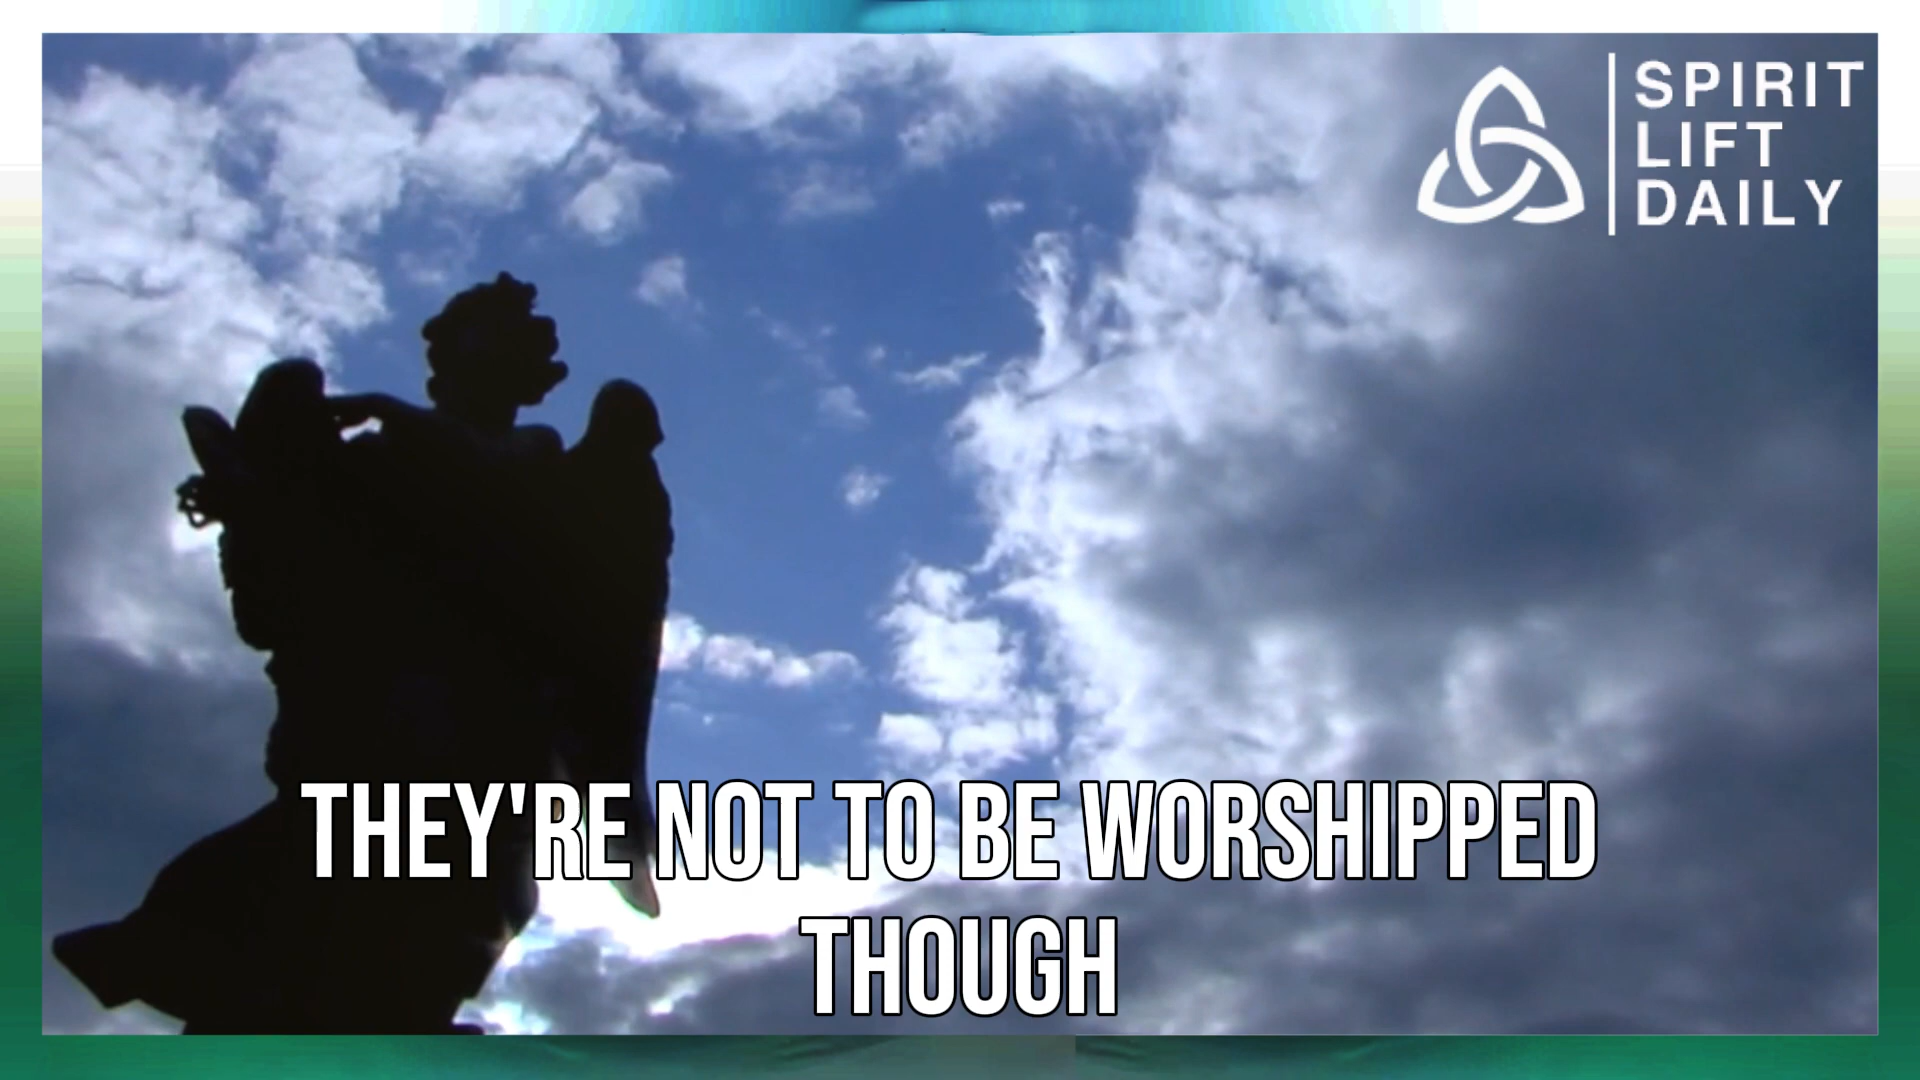 SPIRIT
LIFT
DAILY
THEY'RE NOT TO BE WORSHIPPED
THOUGH